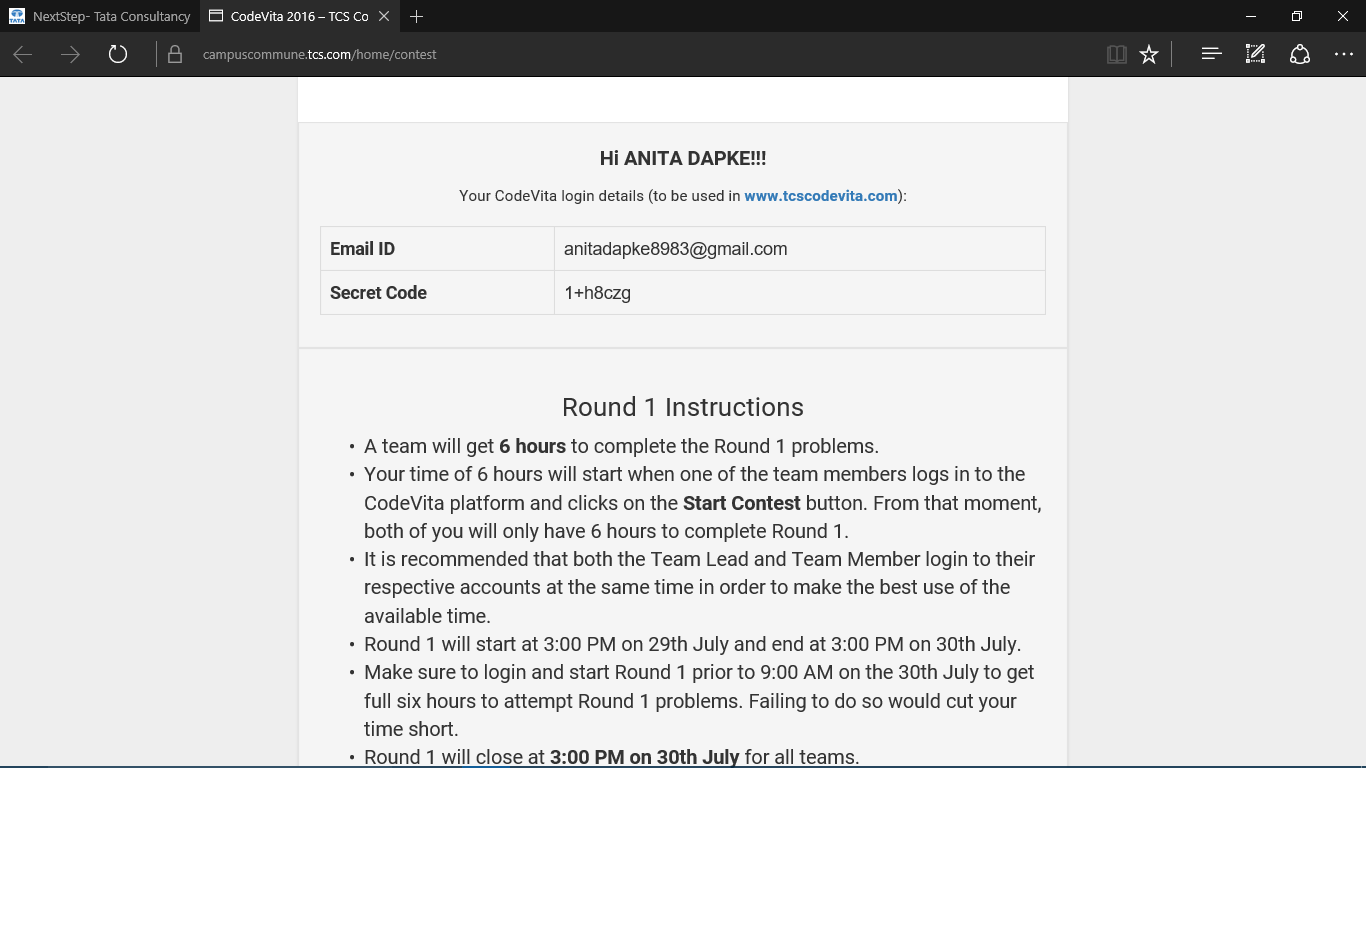 NextStep- Tata Consultancy
CodeVita 2016 – TCS Co
campuscommune.tcs.com/home/contest
Hi ANITA DAPKE!!!
Your CodeVita login details (to be used in www.tcscodevita.com):
Email ID anitadapke8983@gmail.com
Secret Code 1+h8czg
Round 1 Instructions
• A team will get 6 hours to complete the Round 1 problems.
• Your time of 6 hours will start when one of the team members logs in to the
CodeVita platform and clicks on the Start Contest button. From that moment,
both of you will only have 6 hours to complete Round 1.
• It is recommended that both the Team Lead and Team Member login to their
respective accounts at the same time in order to make the best use of the
available time.
• Round 1 will start at 3:00 PM on 29th July and end at 3:00 PM on 30th July.
• Make sure to login and start Round 1 prior to 9:00 AM on the 30th July to get
full six hours to attempt Round 1 problems. Failing to do so would cut your
time short.
• Round 1 will close at 3:00 PM on 30th July for all teams.